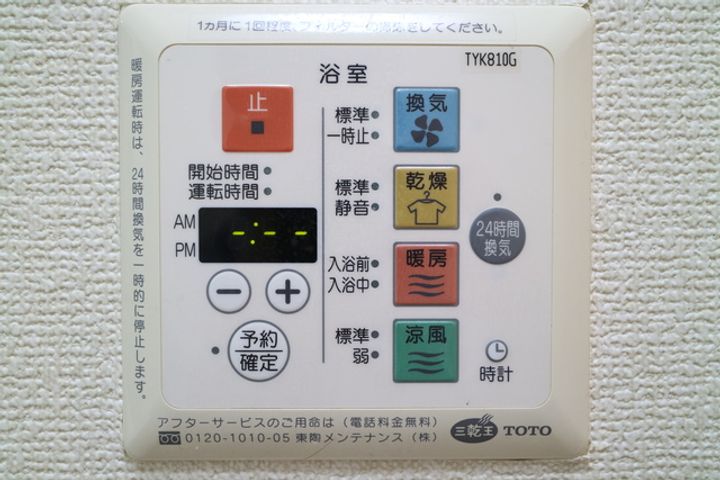 1ヵ月に1回程度、フィルターの掃除をしてください。
TYK810G
浴室
暖房運転時は、24時間換気を一時的に停止します。
止
開始時間
運転時間
AM
PM
-:--
−
+
予約
確定
標準
一時止
換気
標準
静音
乾燥
入浴前
入浴中
暖房
標準
弱
涼風
24時間
換気
時計
アフターサービスのご用命は（電話料金無料）
0120-1010-05 東陶メンテナンス（株）
三乾王 TOTO